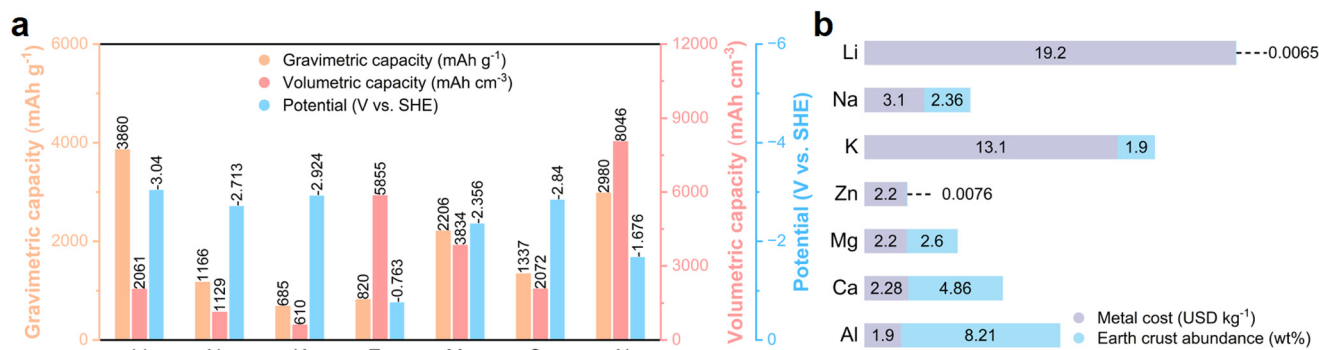 a
b
Gravimetric capacity (mAh g⁻¹)
6000
4000
2000
0
Gravimetric capacity (mAh g⁻¹)
Volumetric capacity (mAh cm⁻³)
Potential (V vs. SHE)
3860
2061
-3.04
1166
1129
-2.713
685
610
-2.924
820
5855
-0.763
2206
3834
-2.356
1337
2072
-2.84
2980
8046
-1.676
12000
9000
6000
3000
0
Volumetric capacity (mAh cm⁻³)
−6
−4
−2
0
Potential (V vs. SHE)
Li 19.2 0.0065
Na 3.1 2.36
K 13.1 1.9
Zn 2.2 0.0076
Mg 2.2 2.6
Ca 2.28 4.86
Al 1.9 8.21
Metal cost (USD kg⁻¹)
Earth crust abundance (wt%)